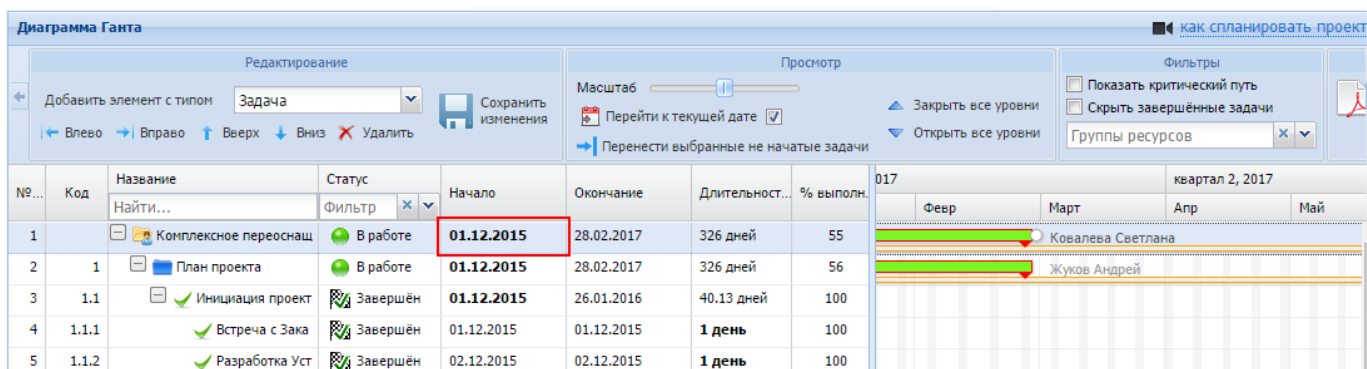 Диаграмма Ганта
как спланировать проект
Редактирование
Просмотр
Фильтры
Добавить элемент с типом Задача
Влево Вправо Вверх Вниз Удалить
Сохранить
изменения
Масштаб
Перейти к текущей дате
Перенести выбранные не начатые задачи
Закрыть все уровни
Открыть все уровни
Показать критический путь
Скрыть завершённые задачи
Группы ресурсов
№... Код Название Статус Начало Окончание Длительност... % выполн. 017 квартал 2, 2017
Найти... Фильтр Февр Март Апр Май
1 Комплексное переоснащ В работе 01.12.2015 28.02.2017 326 дней 55 Ковалева Светлана
2 1 План проекта В работе 01.12.2015 28.02.2017 326 дней 56 Жуков Андрей
3 1.1 Инициация проект Завершён 01.12.2015 26.01.2016 40.13 дней 100
4 1.1.1 Встреча с Зака Завершён 01.12.2015 01.12.2015 1 день 100
5 1.1.2 Разработка Уст Завершён 02.12.2015 02.12.2015 1 день 100